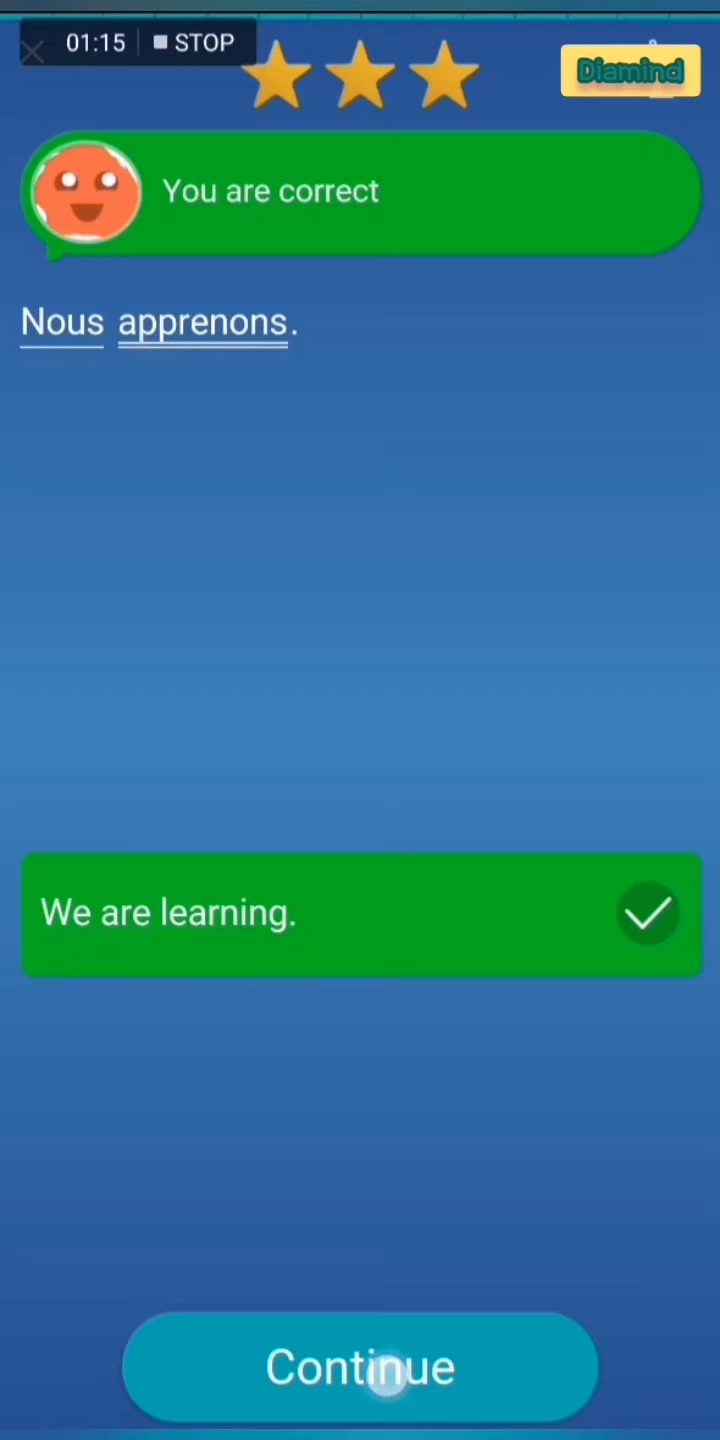 01:15 STOP
Diamind
You are correct
Nous apprenons.
We are learning.
Continue